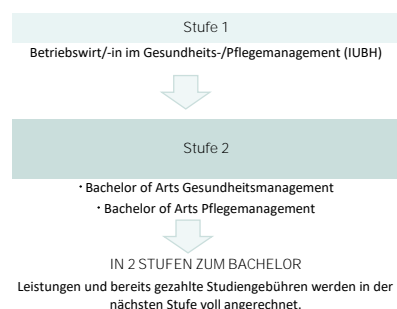 Stufe 1
Betriebswirt/-in im Gesundheits-/Pflegemanagement (IUBH)
Stufe 2
· Bachelor of Arts Gesundheitsmanagement
· Bachelor of Arts Pflegemanagement
IN 2 STUFEN ZUM BACHELOR
Leistungen und bereits gezahlte Studiengebühren werden in der
nächsten Stufe voll angerechnet.